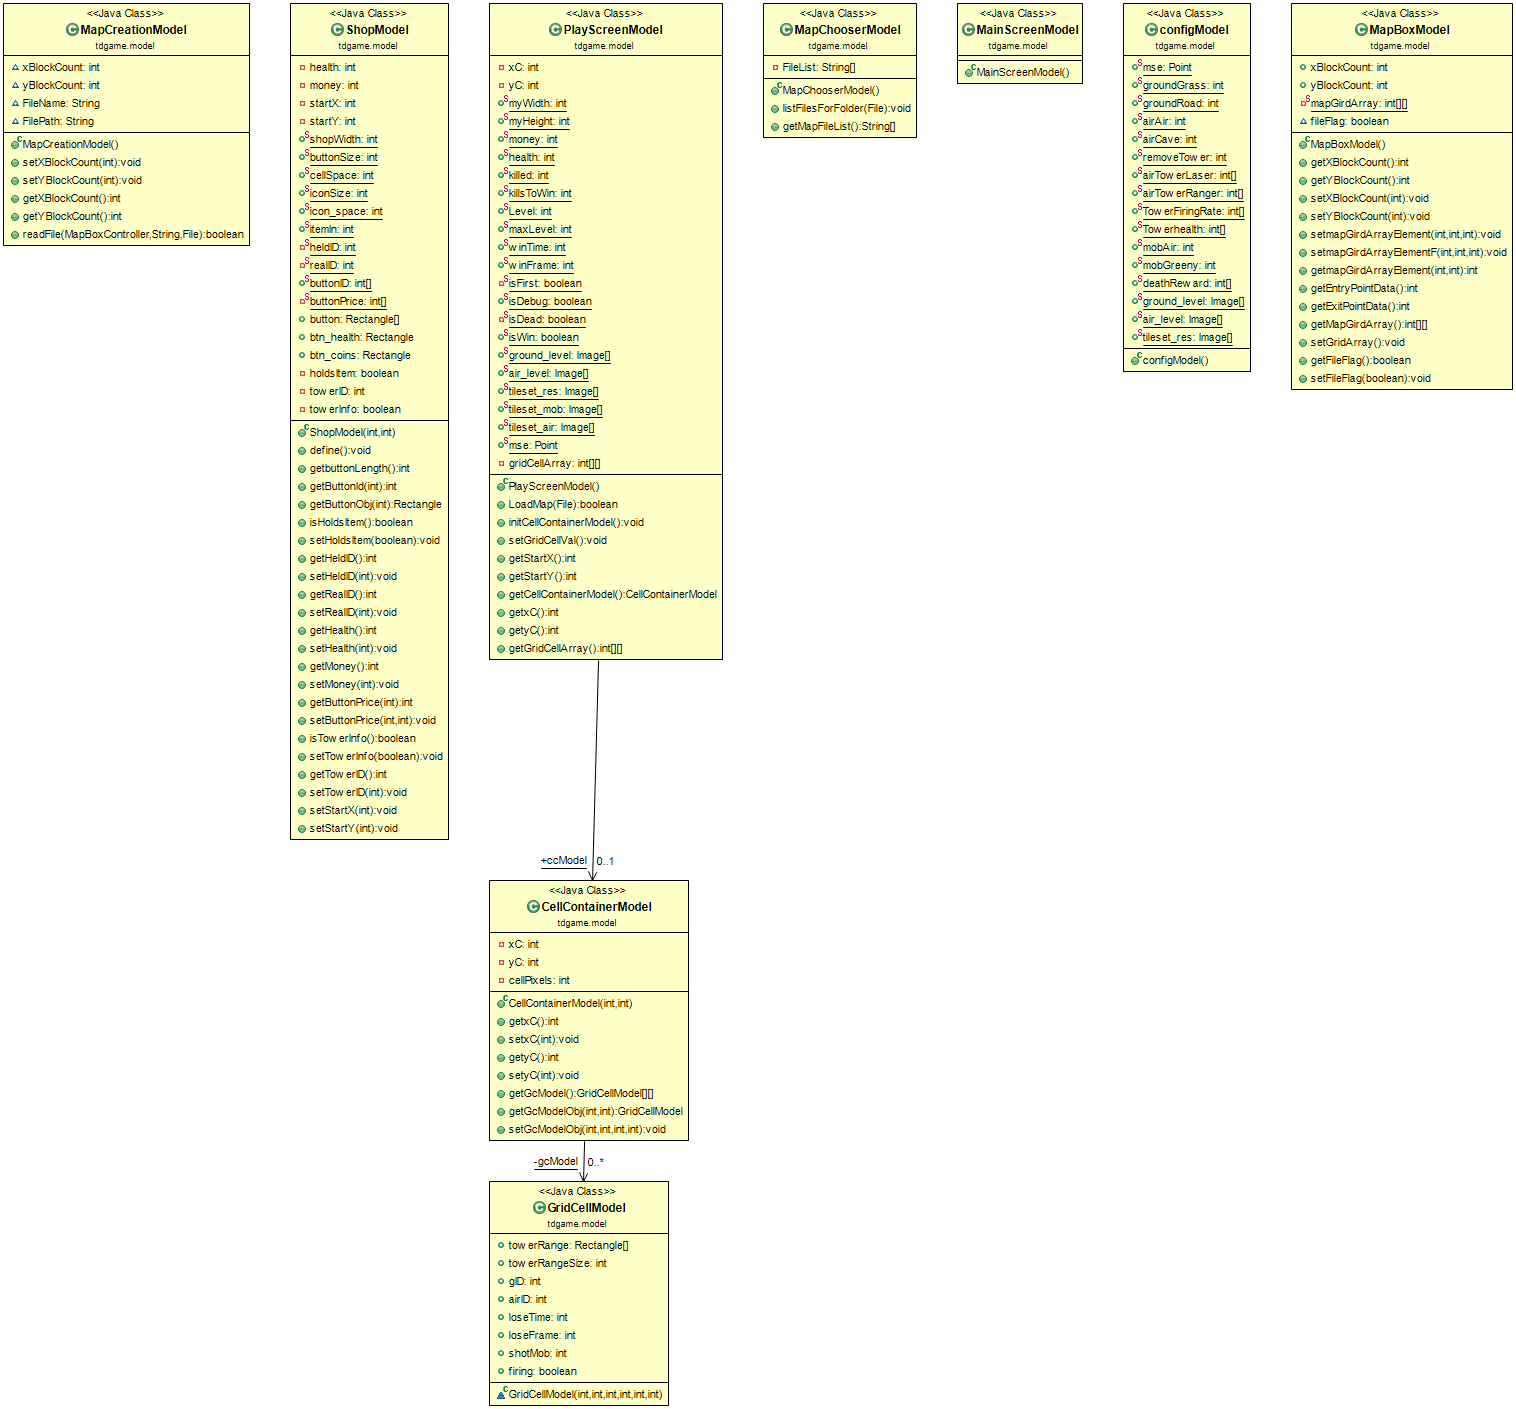 <<Java Class>>
MapCreationModel
tdgame.model
xBlockCount: int
yBlockCount: int
FileName: String
FilePath: String
MapCreationModel()
setXBlockCount(int):void
setYBlockCount(int):void
getXBlockCount():int
getYBlockCount():int
readFile(MapBoxController,String,File):boolean
<<Java Class>>
ShopModel
tdgame.model
health: int
money: int
startX: int
startY: int
shopWidth: int
buttonSize: int
cellSpace: int
iconSize: int
icon_space: int
itemIn: int
heldID: int
realID: int
buttonID: int[]
buttonPrice: int[]
button: Rectangle[]
btn_health: Rectangle
btn_coins: Rectangle
holdsItem: boolean
towerID: int
towerInfo: boolean
ShopModel(int,int)
define():void
getbuttonLength():int
getButtonId(int):int
getButtonObj(int):Rectangle
isHoldsItem():boolean
setHoldsItem(boolean):void
getHeldID():int
setHeldID(int):void
getRealID():int
setRealID(int):void
getHealth():int
setHealth(int):void
getMoney():int
setMoney(int):void
getButtonPrice(int):int
setButtonPrice(int,int):void
isTowerInfo():boolean
setTowerInfo(boolean):void
getTowerID():int
setTowerID(int):void
setStartX(int):void
setStartY(int):void
<<Java Class>>
PlayScreenModel
tdgame.model
xC: int
yC: int
myWidth: int
myHeight: int
money: int
health: int
killed: int
killsToWin: int
Level: int
maxLevel: int
winTime: int
winFrame: int
isFirst: boolean
isDebug: boolean
isDead: boolean
isWin: boolean
ground_level: Image[]
air_level: Image[]
tileset_res: Image[]
tileset_mob: Image[]
tileset_air: Image[]
mse: Point
gridCellArray: int[][]
PlayScreenModel()
LoadMap(File):boolean
initCellContainerModel():void
setGridCellVal():void
getStartX():int
getStartY():int
getCellContainerModel():CellContainerModel
getxC():int
getyC():int
getGridCellArray():int[][]
+ccModel 0..1
<<Java Class>>
CellContainerModel
tdgame.model
xC: int
yC: int
cellPixels: int
CellContainerModel(int,int)
getxC():int
setxC(int):void
getyC():int
setyC(int):void
getGcModel():GridCellModel[][]
getGcModelObj(int,int):GridCellModel
setGcModelObj(int,int,int,int):void
-gcModel 0..*
<<Java Class>>
GridCellModel
tdgame.model
towerRange: Rectangle[]
towerRangeSize: int
gID: int
airID: int
loseTime: int
loseFrame: int
shotMob: int
firing: boolean
GridCellModel(int,int,int,int,int,int)
<<Java Class>>
MapChooserModel
tdgame.model
FileList: String[]
MapChooserModel()
listFilesForFolder(File):void
getMapFileList():String[]
<<Java Class>>
MainScreenModel
tdgame.model
MainScreenModel()
<<Java Class>>
configModel
tdgame.model
mse: Point
groundGrass: int
groundRoad: int
airAir: int
airCave: int
removeTower: int
airTowerLaser: int[]
airTowerRanger: int[]
TowerFiringRate: int[]
Towerhealth: int[]
mobAir: int
mobGreeny: int
deathReward: int[]
ground_level: Image[]
air_level: Image[]
tileset_res: Image[]
configModel()
<<Java Class>>
MapBoxModel
tdgame.model
xBlockCount: int
yBlockCount: int
mapGirdArray: int[][]
fileFlag: boolean
MapBoxModel()
getXBlockCount():int
getYBlockCount():int
setXBlockCount(int):void
setYBlockCount(int):void
setmapGirdArrayElement(int,int,int):void
setmapGirdArrayElementF(int,int,int):void
getmapGirdArrayElement(int,int):int
getEntryPointData():int
getExitPointData():int
getMapGirdArray():int[][]
setGridArray():void
getFileFlag():boolean
setFileFlag(boolean):void